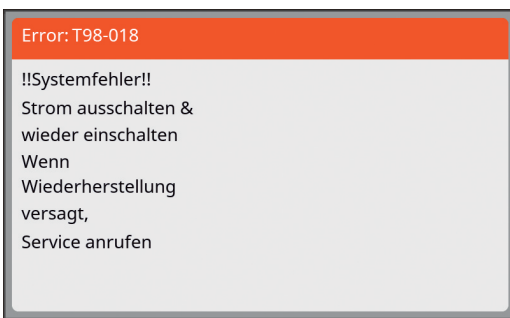 Error: T98-018
!!Systemfehler!!
Strom ausschalten &
wieder einschalten
Wenn
Wiederherstellung
versagt,
Service anrufen